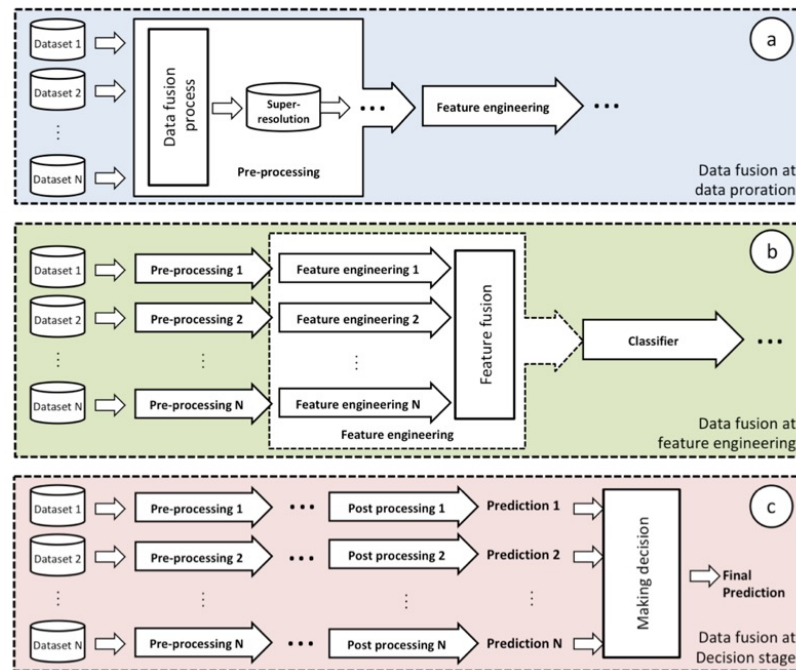 a
Dataset 1
Dataset 2
Dataset N
Data fusion
process
Super-
resolution
Pre-processing
Feature engineering
Data fusion at
data proration
b
Dataset 1
Pre-processing 1
Feature engineering 1
Dataset 2
Pre-processing 2
Feature engineering 2
Dataset N
Pre-processing N
Feature engineering N
Feature engineering
Feature fusion
Classifier
Data fusion at
feature engineering
c
Dataset 1
Pre-processing 1
Post processing 1
Prediction 1
Dataset 2
Pre-processing 2
Post processing 2
Prediction 2
Dataset N
Pre-processing N
Post processing N
Prediction N
Making decision
Final
Prediction
Data fusion at
Decision stage